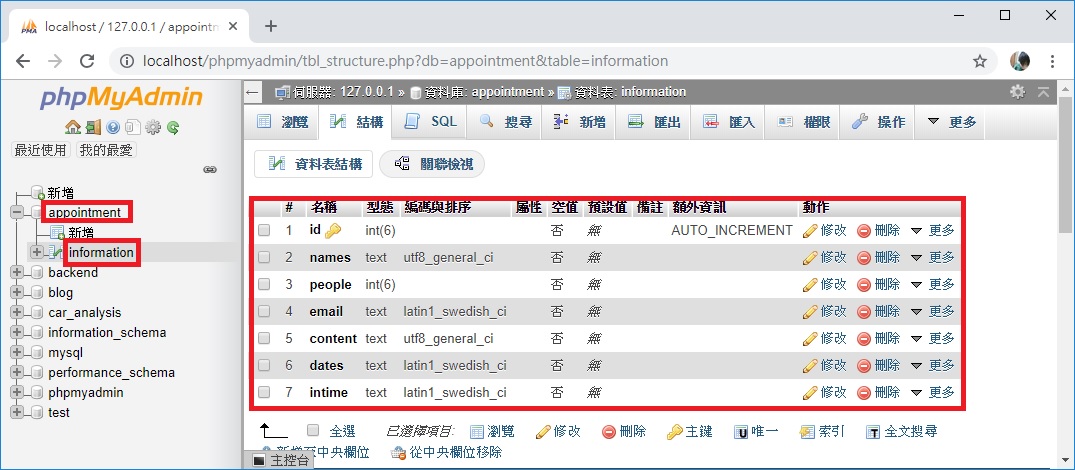 localhost / 127.0.0.1 / appointm
localhost/phpmyadmin/tbl_structure.php?db=appointment&table=information
phpMyAdmin
最近使用 我的最愛
新增
appointment
新增
information
backend
blog
car_analysis
information_schema
mysql
performance_schema
phpmyadmin
test
伺服器: 127.0.0.1 » 資料庫: appointment » 資料表: information
瀏覽 結構 SQL 搜尋 新增 匯出 匯入 權限 操作 更多
資料表結構 關聯檢視
# 名稱 型態 編碼與排序 屬性 空值 預設值 備註 額外資訊 動作
1 id int(6) 否 無 AUTO_INCREMENT 修改 刪除 更多
2 names text utf8_general_ci 否 無 修改 刪除 更多
3 people int(6) 否 無 修改 刪除 更多
4 email text latin1_swedish_ci 否 無 修改 刪除 更多
5 content text utf8_general_ci 否 無 修改 刪除 更多
6 dates text latin1_swedish_ci 否 無 修改 刪除 更多
7 intime text latin1_swedish_ci 否 無 修改 刪除 更多
全選 已選擇項目: 瀏覽 修改 刪除 主鍵 唯一 索引 全文搜尋
新增至中央欄位 從中央欄位移除
主控台